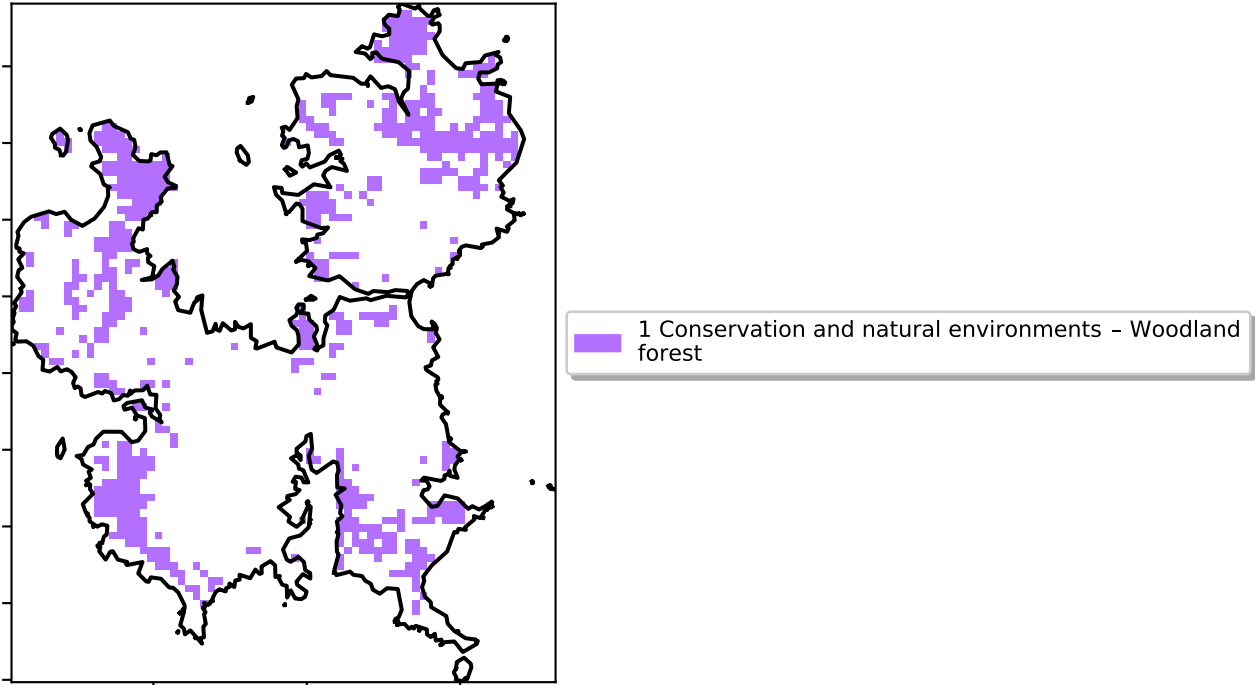 1 Conservation and natural environments – Woodland
forest